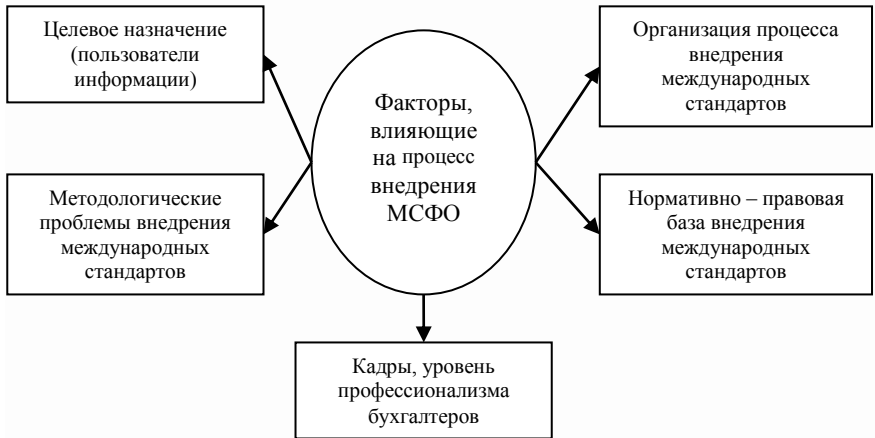 Целевое назначение
(пользователи
информации)
Факторы,
влияющие
на процесс
внедрения
МСФО
Организация процесса
внедрения
международных
стандартов
Методологические
проблемы внедрения
международных
стандартов
Нормативно – правовая
база внедрения
международных
стандартов
Кадры, уровень
профессионализма
бухгалтеров